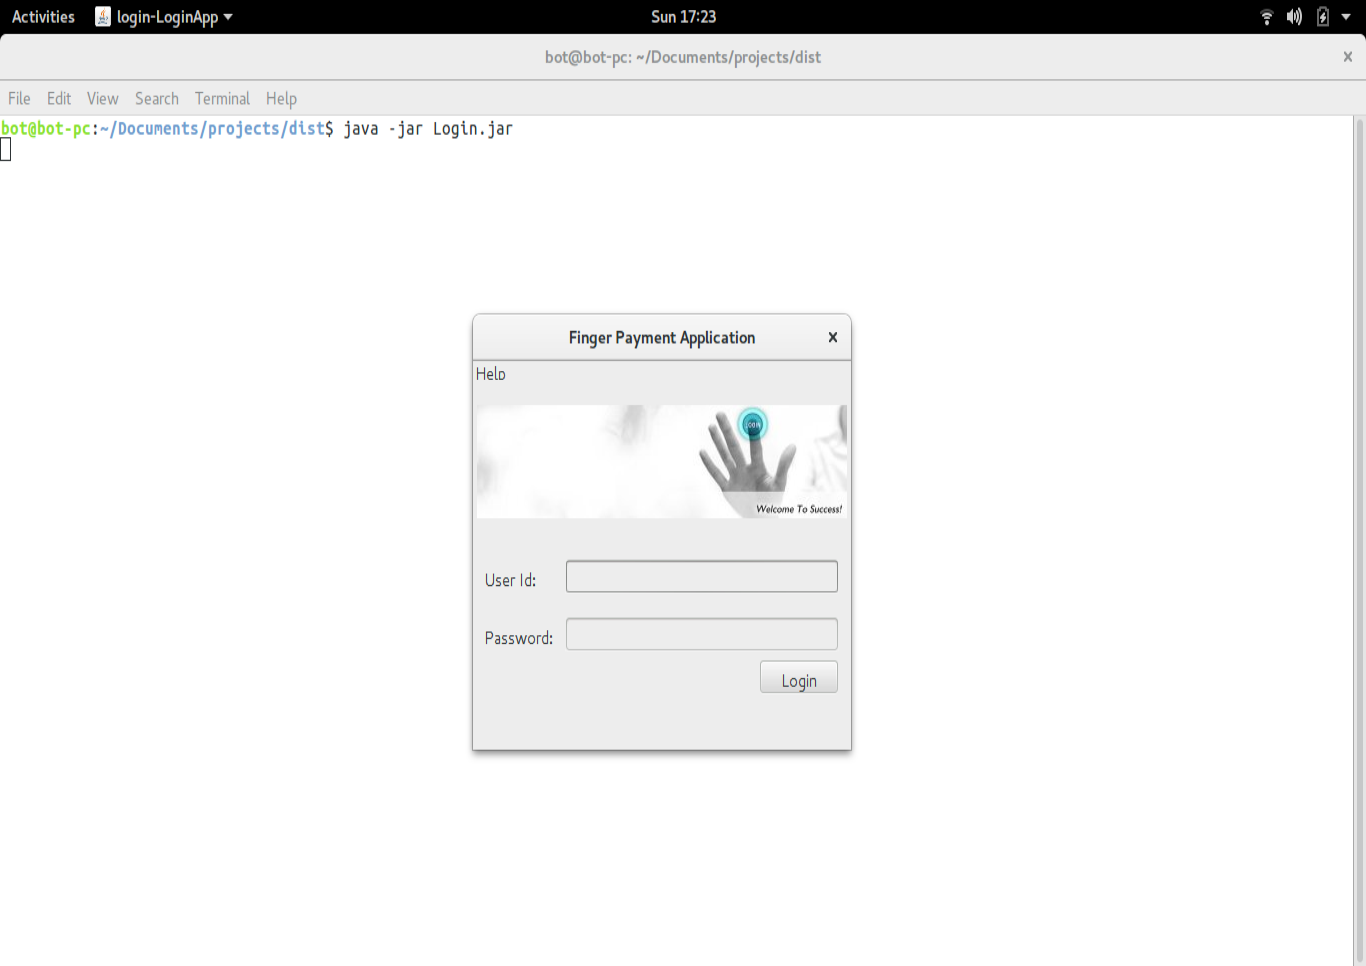 Activities login-LoginApp Sun 17:23
bot@bot-pc: ~/Documents/projects/dist
File Edit View Search Terminal Help
bot@bot-pc:~/Documents/projects/dist$ java -jar Login.jar
Finger Payment Application
Help
LOGIN
Welcome To Success!
User Id:
Password:
Login